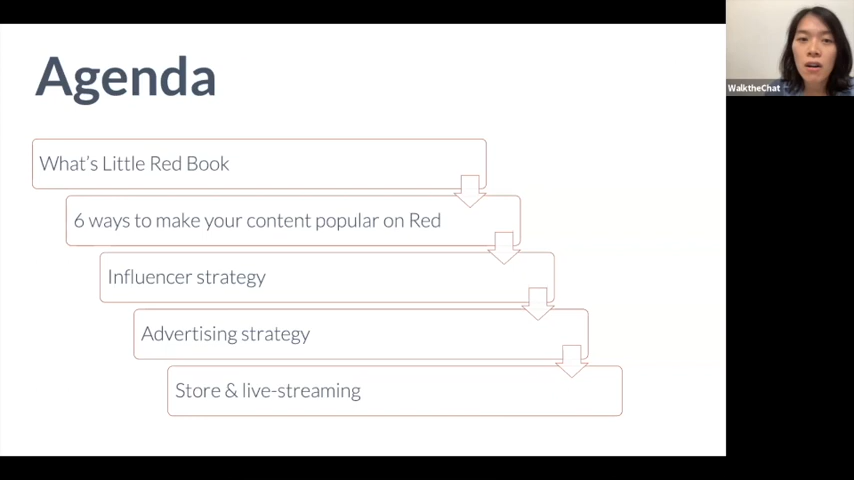 Agenda
WalktheChat
What's Little Red Book
6 ways to make your content popular on Red
Influencer strategy
Advertising strategy
Store & live-streaming